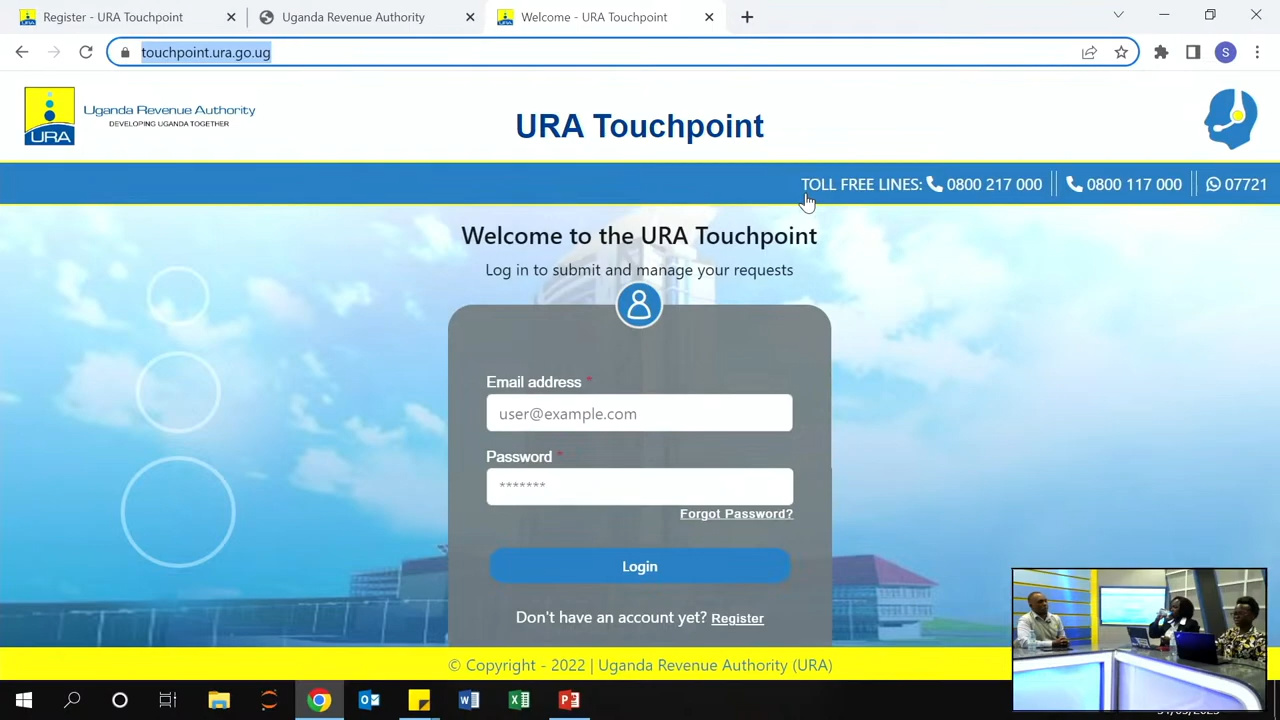 Register - URA Touchpoint
Uganda Revenue Authority
Welcome - URA Touchpoint
touchpoint.ura.go.ug
S
URA
Uganda Revenue Authority
DEVELOPING UGANDA TOGETHER
URA Touchpoint
TOLL FREE LINES: 0800 217 000
0800 117 000
07721
Welcome to the URA Touchpoint
Log in to submit and manage your requests
Email address *
user@example.com
Password *
*******
Forgot Password?
Login
Don't have an account yet? Register
© Copyright - 2022 | Uganda Revenue Authority (URA)